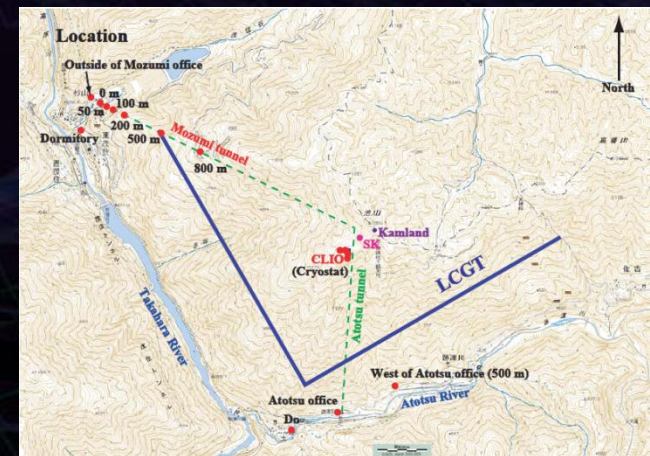 Location
Outside of Mozumi office
North
0 m
100 m
50 m
200 m
Dormitory
500 m
Mozumi tunnel
800 m
Kamland
SK
CLIO
(Cryostat)
LCGT
Atotsu tunnel
Takahara River
West of Atotsu office (500 m)
Atotsu office
Atotsu River
Do